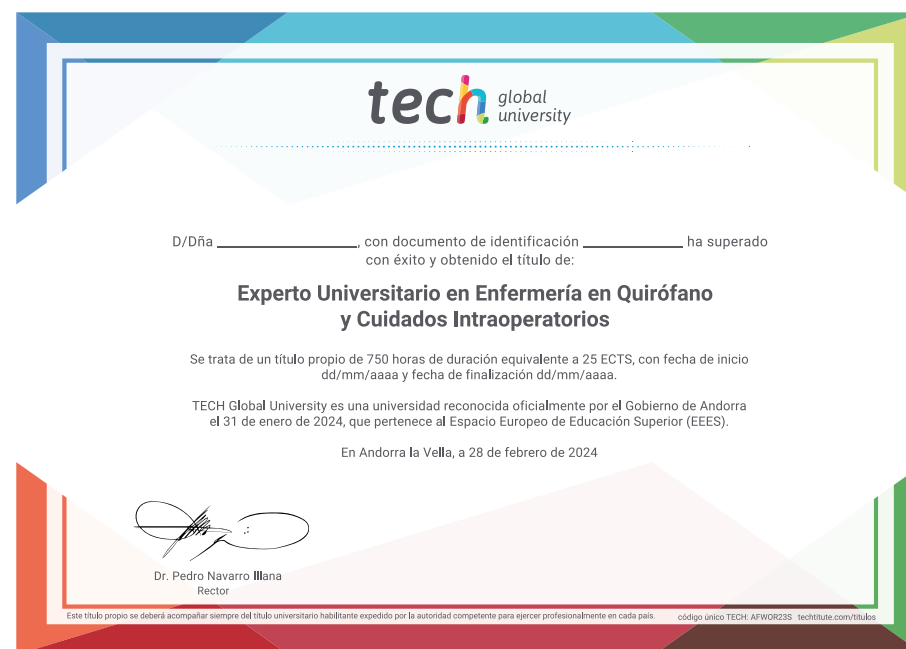 tech global
university
D/Dña ______________, con documento de identificación __________ ha superado
con éxito y obtenido el título de:
Experto Universitario en Enfermería en Quirófano
y Cuidados Intraoperatorios
Se trata de un título propio de 750 horas de duración equivalente a 25 ECTS, con fecha de inicio
dd/mm/aaaa y fecha de finalización dd/mm/aaaa.
TECH Global University es una universidad reconocida oficialmente por el Gobierno de Andorra
el 31 de enero de 2024, que pertenece al Espacio Europeo de Educación Superior (EEES).
En Andorra la Vella, a 28 de febrero de 2024
Dr. Pedro Navarro Illana
Rector
Este título propio se deberá acompañar siempre del título universitario habilitante expedido por la autoridad competente para ejercer profesionalmente en cada país. código único TECH: AFWOR23S techtitute.com/titulos